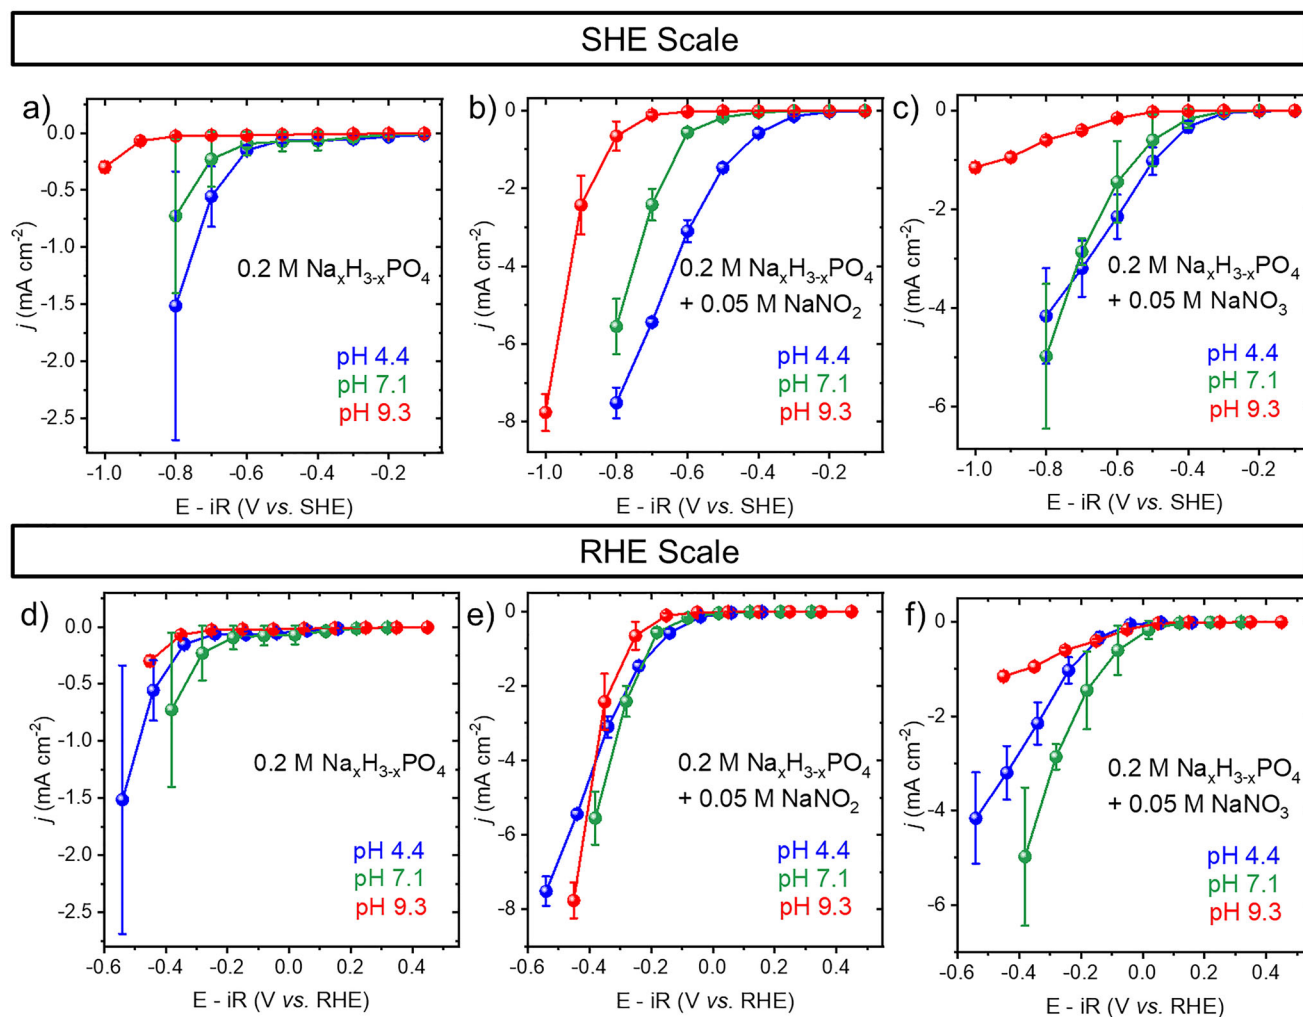 SHE Scale
a)
0.0
-0.5
-1.0
-1.5
-2.0
-2.5
j (mA cm⁻²)
0.2 M NaₓH₃₋ₓPO₄
pH 4.4
pH 7.1
pH 9.3
-1.0 -0.8 -0.6 -0.4 -0.2
E - iR (V vs. SHE)
b)
0
-2
-4
-6
-8
j (mA cm⁻²)
0.2 M NaₓH₃₋ₓPO₄
+ 0.05 M NaNO₂
pH 4.4
pH 7.1
pH 9.3
-1.0 -0.8 -0.6 -0.4 -0.2
E - iR (V vs. SHE)
c)
0
-2
-4
-6
j (mA cm⁻²)
0.2 M NaₓH₃₋ₓPO₄
+ 0.05 M NaNO₃
pH 4.4
pH 7.1
pH 9.3
-1.0 -0.8 -0.6 -0.4 -0.2
E - iR (V vs. SHE)
RHE Scale
d)
0.0
-0.5
-1.0
-1.5
-2.0
-2.5
j (mA cm⁻²)
0.2 M NaₓH₃₋ₓPO₄
pH 4.4
pH 7.1
pH 9.3
-0.6 -0.4 -0.2 0.0 0.2 0.4
E - iR (V vs. RHE)
e)
0
-2
-4
-6
-8
j (mA cm⁻²)
0.2 M NaₓH₃₋ₓPO₄
+ 0.05 M NaNO₂
pH 4.4
pH 7.1
pH 9.3
-0.6 -0.4 -0.2 0.0 0.2 0.4
E - iR (V vs. RHE)
f)
0
-2
-4
-6
j (mA cm⁻²)
0.2 M NaₓH₃₋ₓPO₄
+ 0.05 M NaNO₃
pH 4.4
pH 7.1
pH 9.3
-0.6 -0.4 -0.2 0.0 0.2 0.4
E - iR (V vs. RHE)